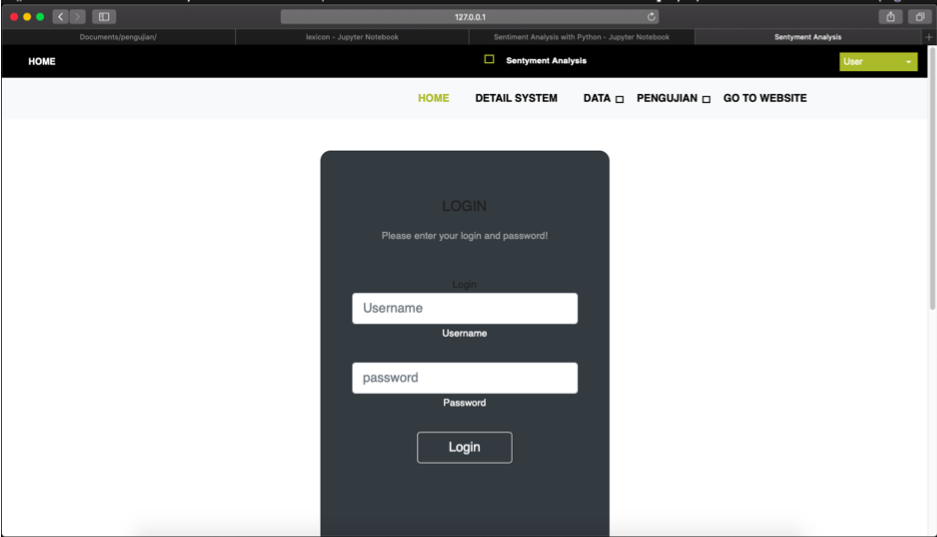 127.0.0.1
Documents/pengujian/
lexicon - Jupyter Notebook
Sentiment Analysis with Python - Jupyter Notebook
Sentyment Analysis
HOME
Sentyment Analysis
User
HOME
DETAIL SYSTEM
DATA
PENGUJIAN
GO TO WEBSITE
LOGIN
Please enter your login and password!
Login
Username
Username
password
Password
Login